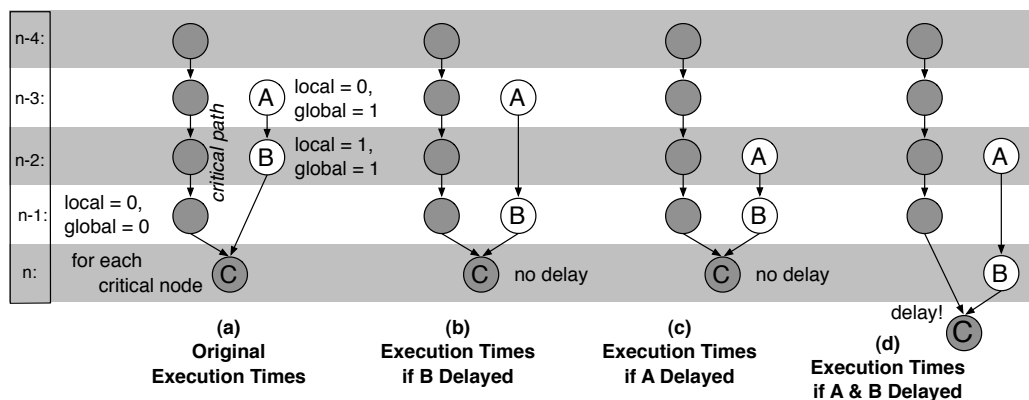 n-4:
n-3:
n-2:
n-1:
n:
critical path
A
local = 0,
global = 1
B
local = 1,
global = 1
local = 0,
global = 0
for each
critical node
C
(a)
Original
Execution Times
A
B
C
no delay
(b)
Execution Times
if B Delayed
A
B
C
no delay
(c)
Execution Times
if A Delayed
A
B
delay!
C
(d)
Execution Times
if A & B Delayed